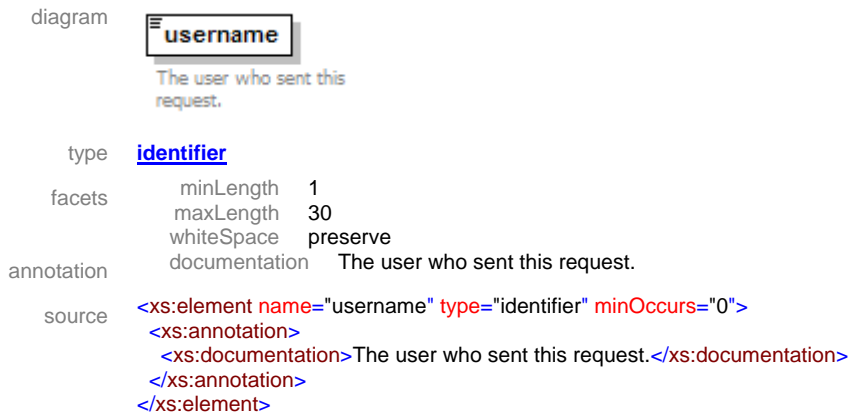 diagram
username
The user who sent this
request.
type identifier
facets minLength 1
maxLength 30
whiteSpace preserve
annotation documentation The user who sent this request.
source <xs:element name="username" type="identifier" minOccurs="0">
<xs:annotation>
<xs:documentation>The user who sent this request.</xs:documentation>
</xs:annotation>
</xs:element>